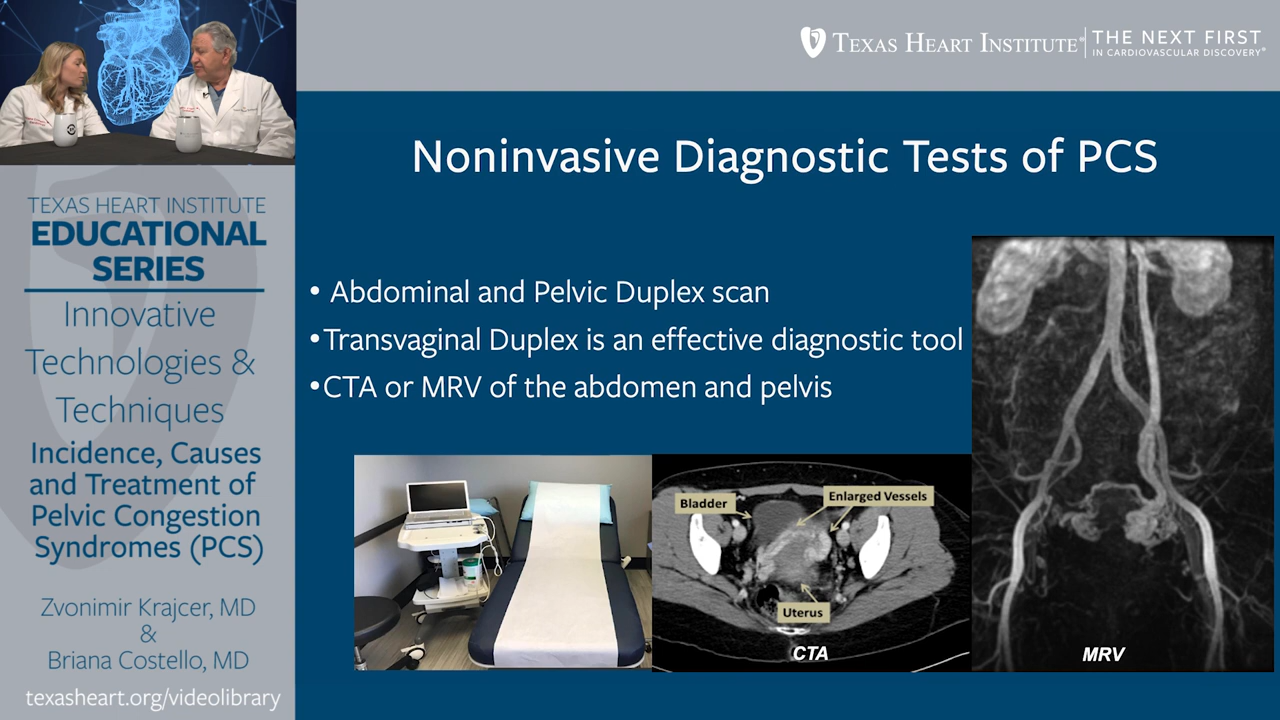 TEXAS HEART INSTITUTE®
THE NEXT FIRST
IN CARDIOVASCULAR DISCOVERY®
TEXAS HEART INSTITUTE
EDUCATIONAL
SERIES
Innovative
Technologies &
Techniques
Incidence, Causes
and Treatment of
Pelvic Congestion
Syndromes (PCS)
Zvonimir Krajcer, MD
&
Briana Costello, MD
texasheart.org/videolibrary
Noninvasive Diagnostic Tests of PCS
• Abdominal and Pelvic Duplex scan
•Transvaginal Duplex is an effective diagnostic tool
•CTA or MRV of the abdomen and pelvis
Bladder
Enlarged Vessels
Uterus
CTA
MRV